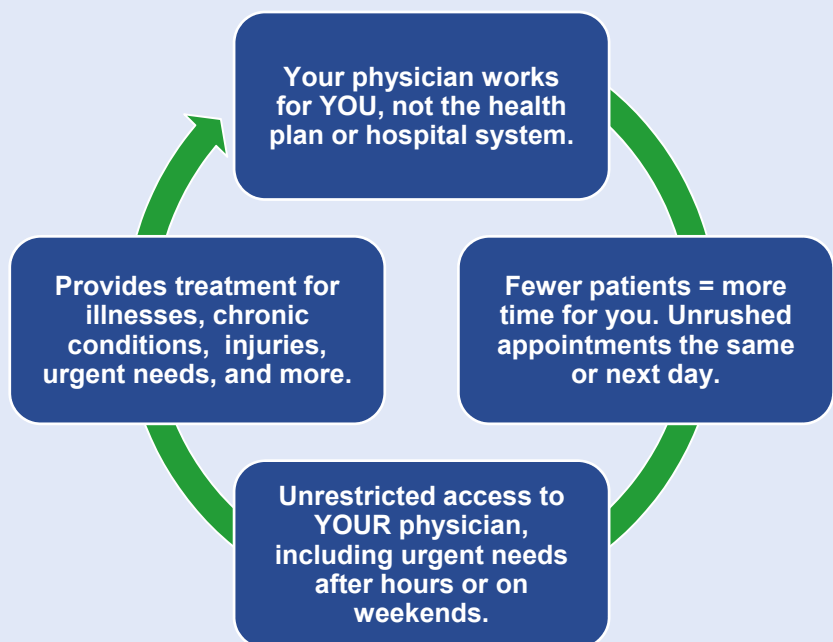 Your physician works
for YOU, not the health
plan or hospital system.
Fewer patients = more
time for you. Unrushed
appointments the same
or next day.
Unrestricted access to
YOUR physician,
including urgent needs
after hours or on
weekends.
Provides treatment for
illnesses, chronic
conditions,  injuries,
urgent needs, and more.